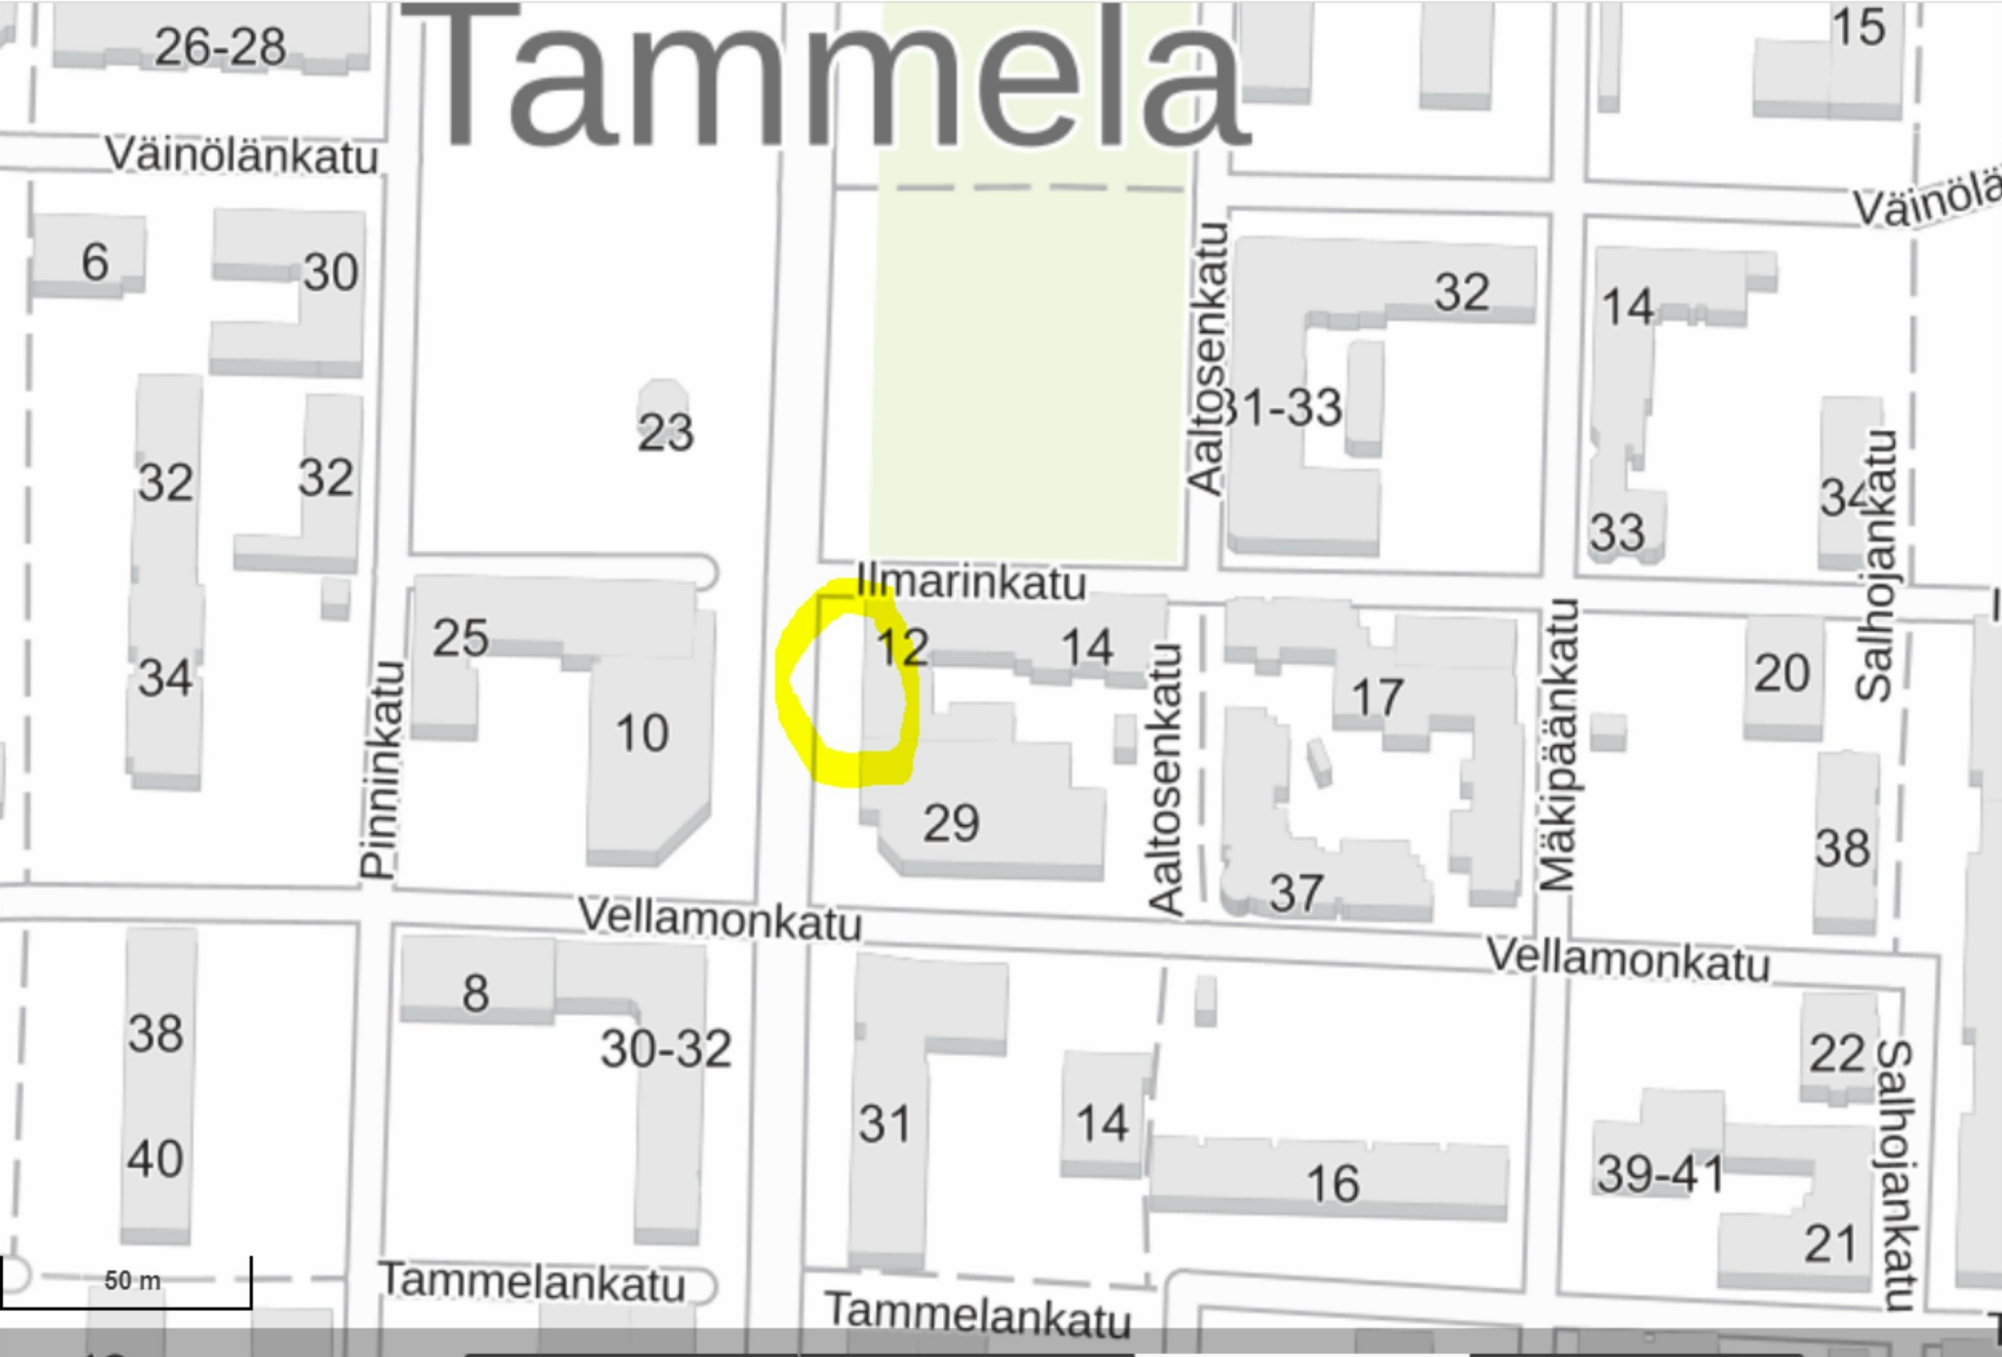 Tammela
26-28
15
Väinölänkatu
Väinölä
6
30
32
14
Aaltosenkatu
31-33
23
32
32
34
33
Salhojankatu
Ilmarinkatu
25
12
14
17
20
34
10
Pinninkatu
Aaltosenkatu
Mäkipäänkatu
29
37
38
Vellamonkatu
Vellamonkatu
8
30-32
38
22
31
14
16
39-41
40
21
Salhojankatu
50 m
Tammelankatu
Tammelankatu